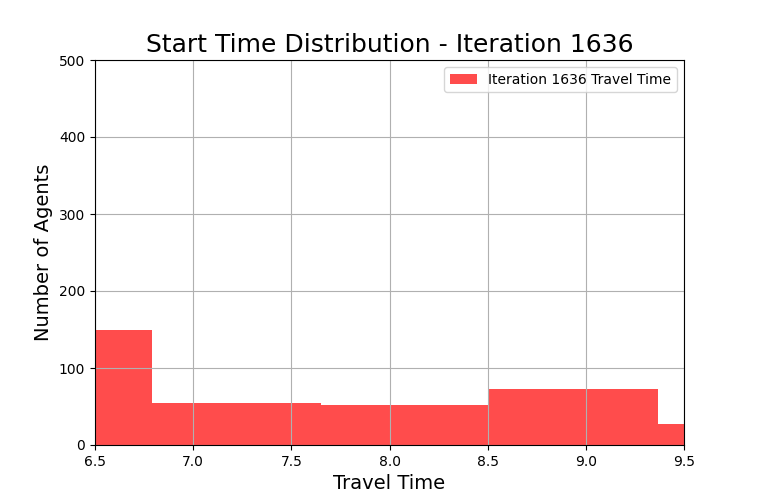 Start Time Distribution - Iteration 1636
Iteration 1636 Travel Time
Number of Agents
500
400
300
200
100
0
6.5 7.0 7.5 8.0 8.5 9.0 9.5
Travel Time